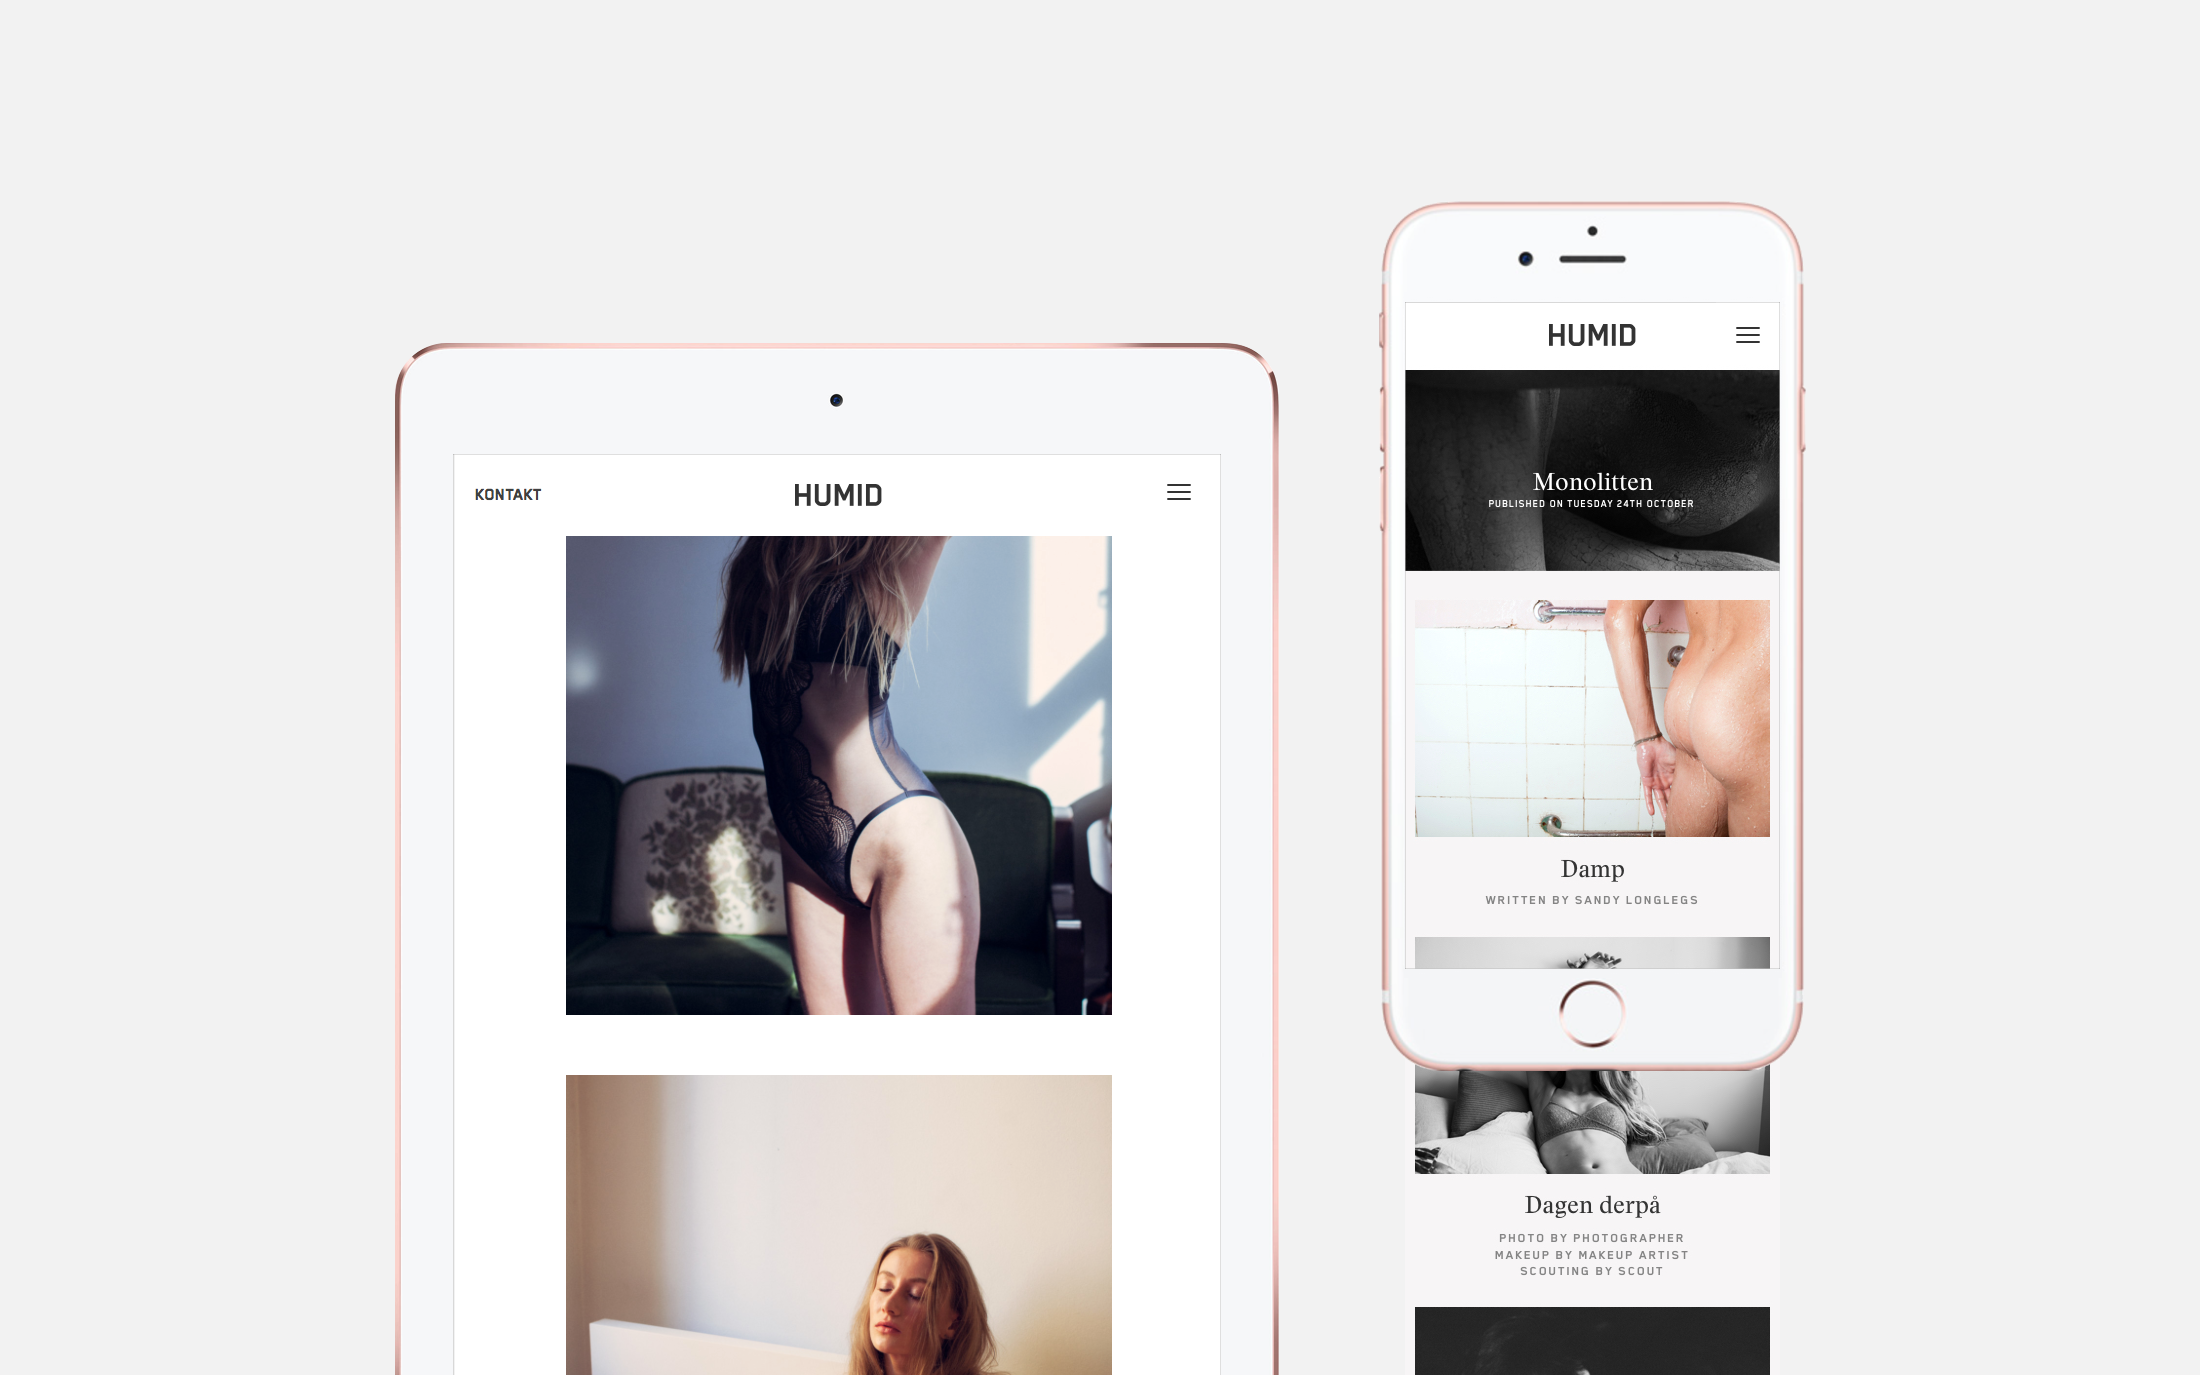 KONTAKT
HUMID
HUMID
Monolitten
PUBLISHED ON TUESDAY 24TH OCTOBER
Damp
WRITTEN BY SANDY LONGLEGS
Dagen derpå
PHOTO BY PHOTOGRAPHER
MAKEUP BY MAKEUP ARTIST
SCOUTING BY SCOUT